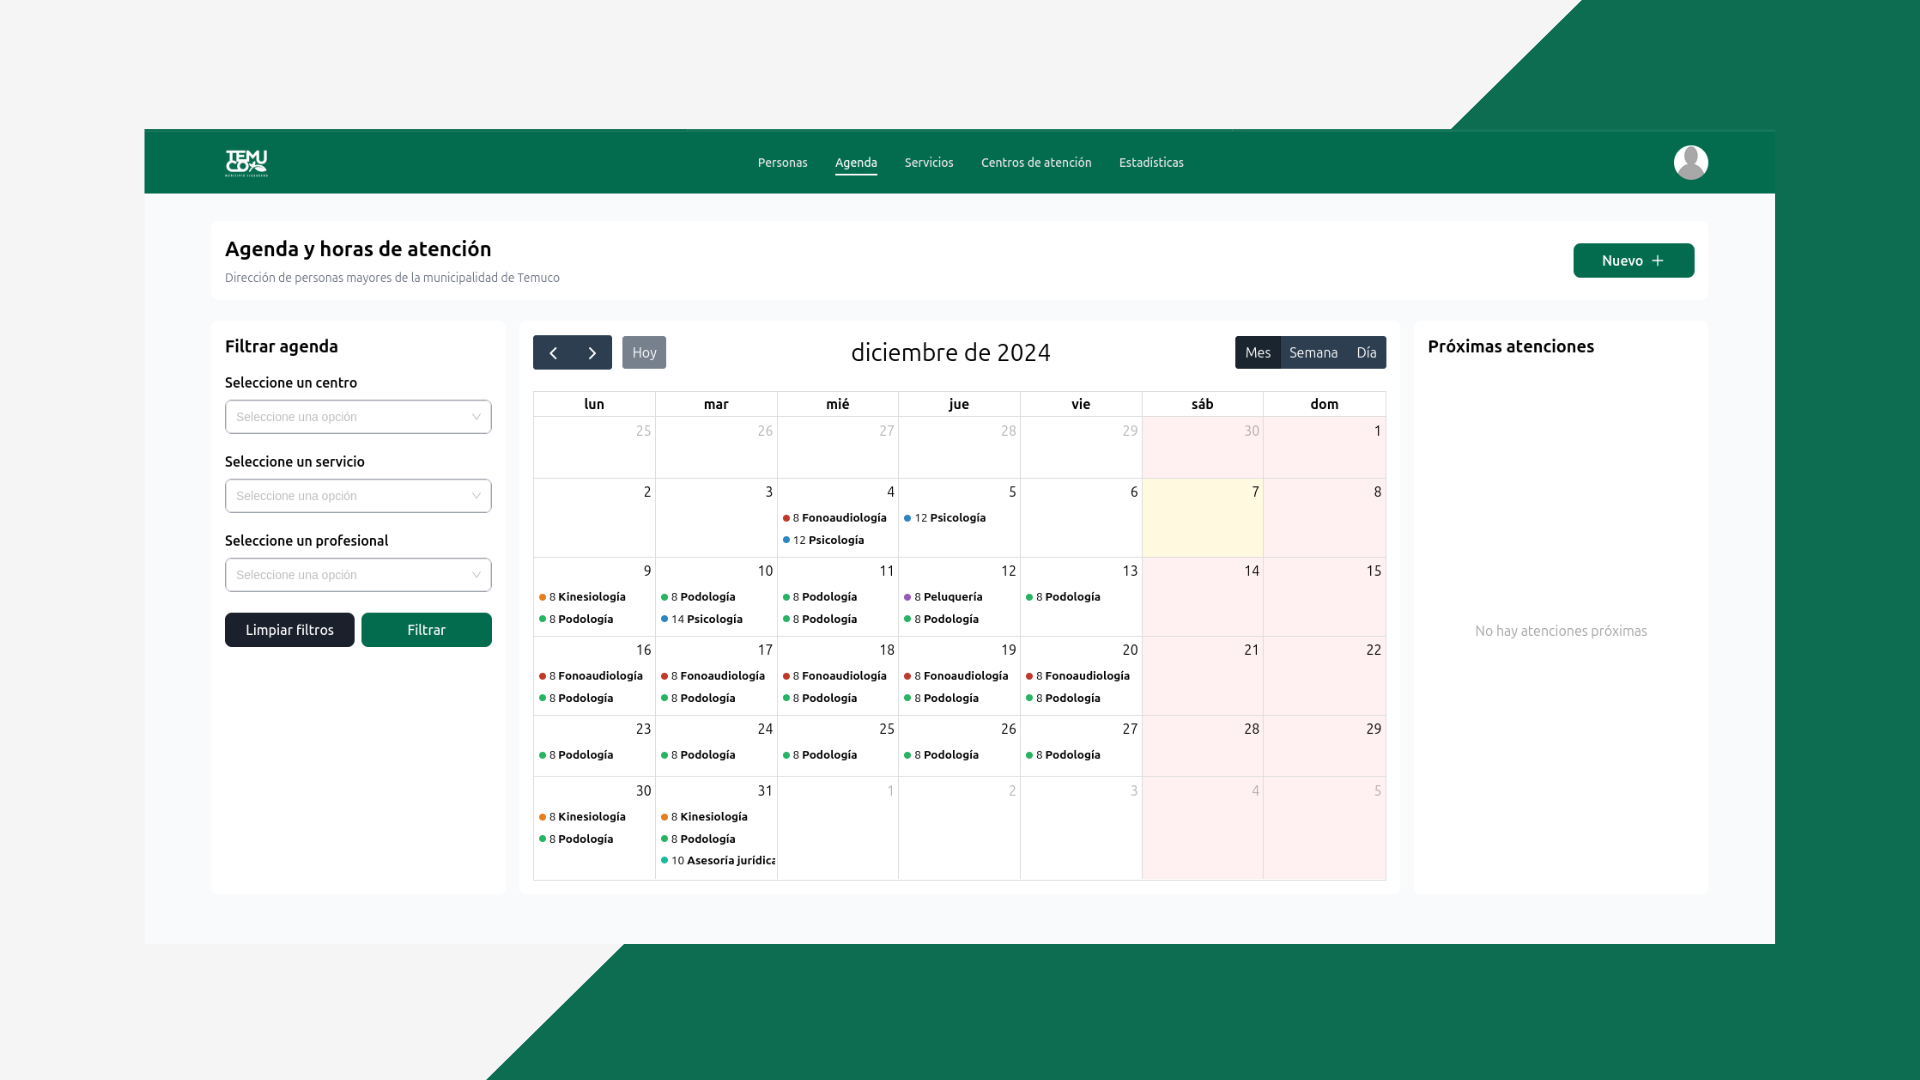 TEMUCO
Personas
Agenda
Servicios
Centros de atención
Estadísticas
Agenda y horas de atención
Dirección de personas mayores de la municipalidad de Temuco
Nuevo +
Filtrar agenda
Seleccione un centro
Seleccione una opción
Seleccione un servicio
Seleccione una opción
Seleccione un profesional
Seleccione una opción
Limpiar filtros
Filtrar
Hoy
diciembre de 2024
Mes Semana Día
lun mar mié jue vie sáb dom
25 26 27 28 29 30 1
2 3 4 5 6 7 8
8 Fonoaudiología 12 Psicología
12 Psicología
9 10 11 12 13 14 15
8 Kinesiología 8 Podología 8 Podología 8 Peluquería 8 Podología
8 Podología 14 Psicología 8 Podología 8 Podología
16 17 18 19 20 21 22
8 Fonoaudiología 8 Fonoaudiología 8 Fonoaudiología 8 Fonoaudiología 8 Fonoaudiología
8 Podología 8 Podología 8 Podología 8 Podología 8 Podología
23 24 25 26 27 28 29
8 Podología 8 Podología 8 Podología 8 Podología 8 Podología
30 31 1 2 3 4 5
8 Kinesiología 8 Kinesiología
8 Podología 8 Podología
10 Asesoría jurídica
Próximas atenciones
No hay atenciones próximas